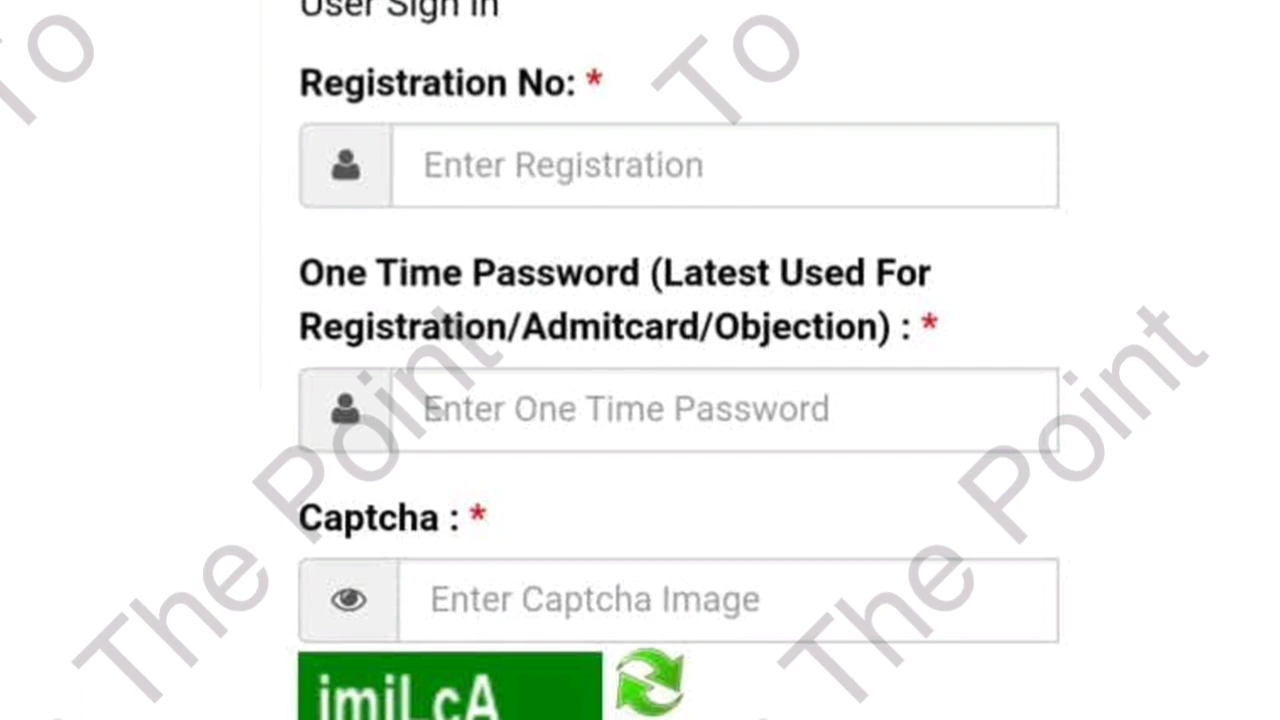 User Sign In
Registration No: *
Enter Registration
One Time Password (Latest Used For
Registration/Admitcard/Objection) : *
Enter One Time Password
Captcha : *
Enter Captcha Image
imiLcA
To
To
The Point
The Point